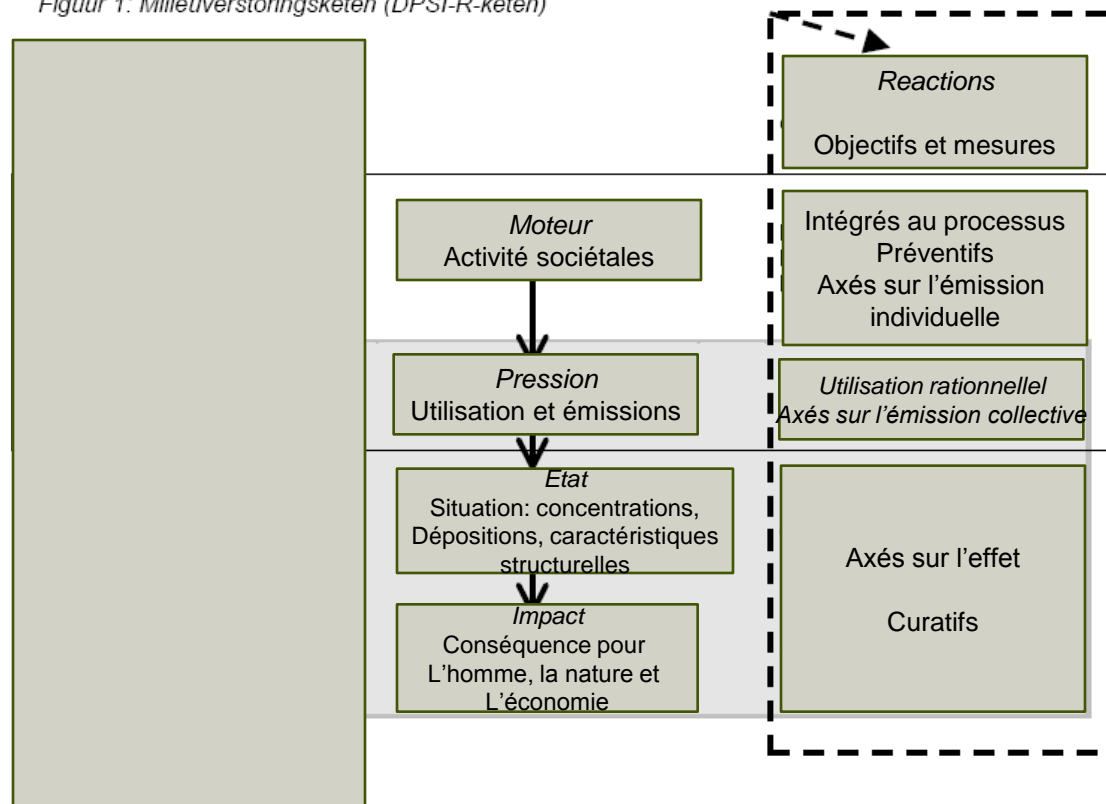 Figuur 1: Milieuverstoringsketen (DPSI-R-keten)
Reactions
Objectifs et mesures
Moteur
Activité sociétales
Intégrés au processus
Préventifs
Axés sur l’émission
individuelle
Pression
Utilisation et émissions
Utilisation rationnellel
Axés sur l’émission collective
Etat
Situation: concentrations,
Dépositions, caractéristiques
structurelles
Axés sur l’effet
Curatifs
Impact
Conséquence pour
L’homme, la nature et
L’économie